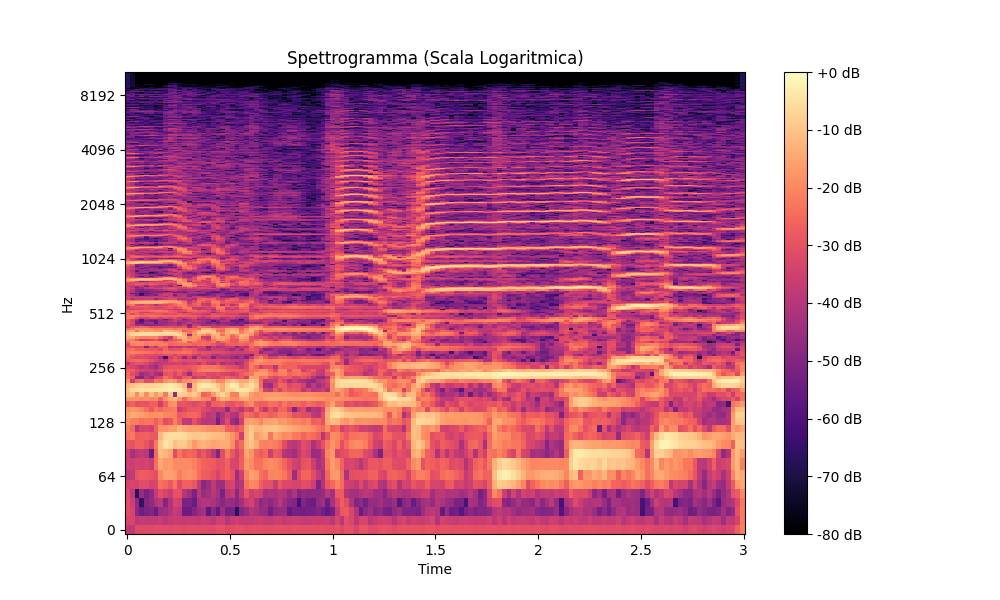 Spettrogramma (Scala Logaritmica)
8192
4096
2048
1024
512
256
128
64
0
Hz
0 0.5 1 1.5 2 2.5 3
Time
+0 dB
-10 dB
-20 dB
-30 dB
-40 dB
-50 dB
-60 dB
-70 dB
-80 dB